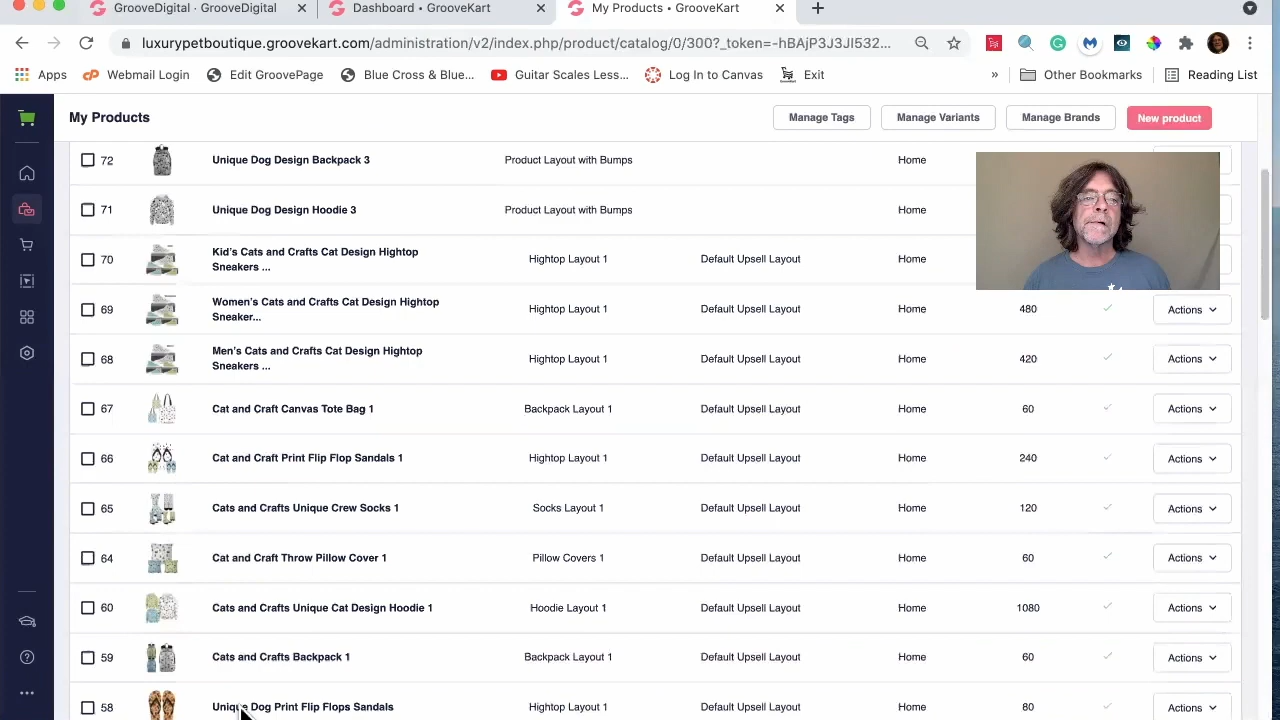 GrooveDigital · GrooveDigital
Dashboard · GrooveKart
My Products · GrooveKart
luxurypetboutique.groovekart.com/administration/v2/index.php/product/catalog/0/300?_token=-hBAjP3J3JI532...
Apps
Webmail Login
Edit GroovePage
Blue Cross & Blue...
Guitar Scales Less...
Log In to Canvas
Exit
»
Other Bookmarks
Reading List
My Products
Manage Tags
Manage Variants
Manage Brands
New product
72 Unique Dog Design Backpack 3 Product Layout with Bumps Home
71 Unique Dog Design Hoodie 3 Product Layout with Bumps Home
70 Kid's Cats and Crafts Cat Design Hightop Sneakers ... Hightop Layout 1 Default Upsell Layout Home
69 Women's Cats and Crafts Cat Design Hightop Sneaker... Hightop Layout 1 Default Upsell Layout Home 480 Actions
68 Men's Cats and Crafts Cat Design Hightop Sneakers ... Hightop Layout 1 Default Upsell Layout Home 420 Actions
67 Cat and Craft Canvas Tote Bag 1 Backpack Layout 1 Default Upsell Layout Home 60 Actions
66 Cat and Craft Print Flip Flop Sandals 1 Hightop Layout 1 Default Upsell Layout Home 240 Actions
65 Cats and Crafts Unique Crew Socks 1 Socks Layout 1 Default Upsell Layout Home 120 Actions
64 Cat and Craft Throw Pillow Cover 1 Pillow Covers 1 Default Upsell Layout Home 60 Actions
60 Cats and Crafts Unique Cat Design Hoodie 1 Hoodie Layout 1 Default Upsell Layout Home 1080 Actions
59 Cats and Crafts Backpack 1 Backpack Layout 1 Default Upsell Layout Home 60 Actions
58 Unique Dog Print Flip Flops Sandals Hightop Layout 1 Default Upsell Layout Home 80 Actions